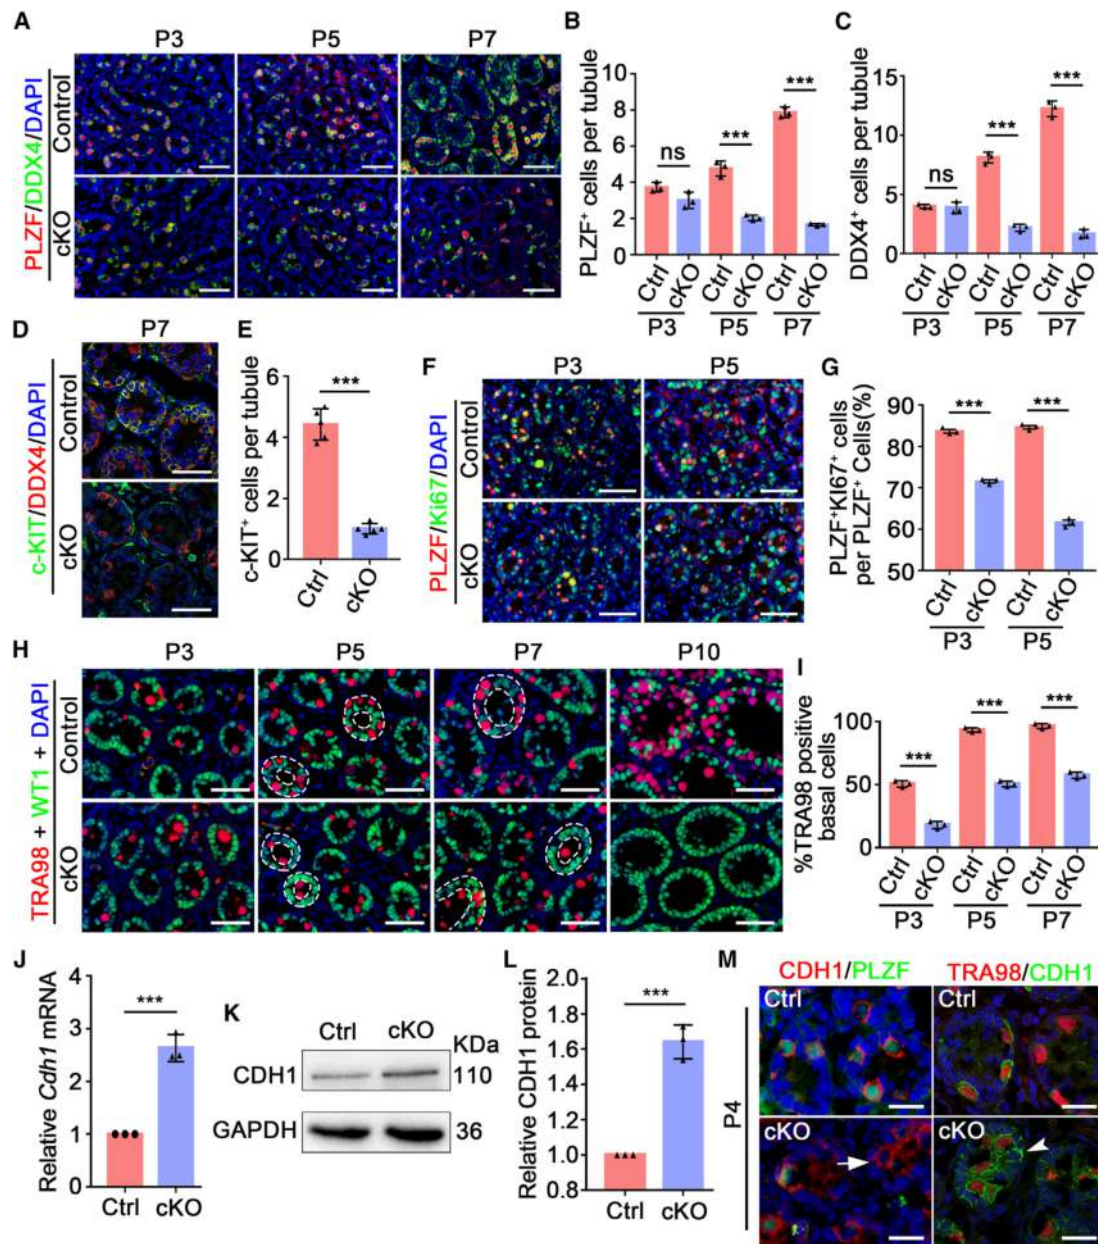 A
P3 P5 P7
PLZF/DDX4/DAPI
Control
cKO
B
PLZF+ cells per tubule
10
8
6
4
2
0
ns
***
***
Ctrl cKO Ctrl cKO Ctrl cKO
P3 P5 P7
C
DDX4+ cells per tubule
15
10
5
0
ns
***
***
Ctrl cKO Ctrl cKO Ctrl cKO
P3 P5 P7
D
P7
c-KIT/DDX4/DAPI
Control
cKO
E
c-KIT+ cells per tubule
6
4
2
0
***
Ctrl cKO
F
P3 P5
PLZF/Ki67/DAPI
Control
cKO
G
PLZF+KI67+ cells
per PLZF+ Cells(%)
90
80
70
60
50
***
***
Ctrl cKO Ctrl cKO
P3 P5
H
P3 P5 P7 P10
TRA98 + WT1 + DAPI
Control
cKO
I
%TRA98 positive
basal cells
100
50
0
***
***
***
Ctrl cKO Ctrl cKO Ctrl cKO
P3 P5 P7
J
Relative Cdh1 mRNA
4
3
2
1
0
***
Ctrl cKO
K
Ctrl cKO
KDa
CDH1 110
GAPDH 36
L
Relative CDH1 protein
2.0
1.8
1.6
1.4
1.2
1.0
0.8
***
Ctrl cKO
M
CDH1/PLZF TRA98/CDH1
P4
Ctrl Ctrl
cKO cKO